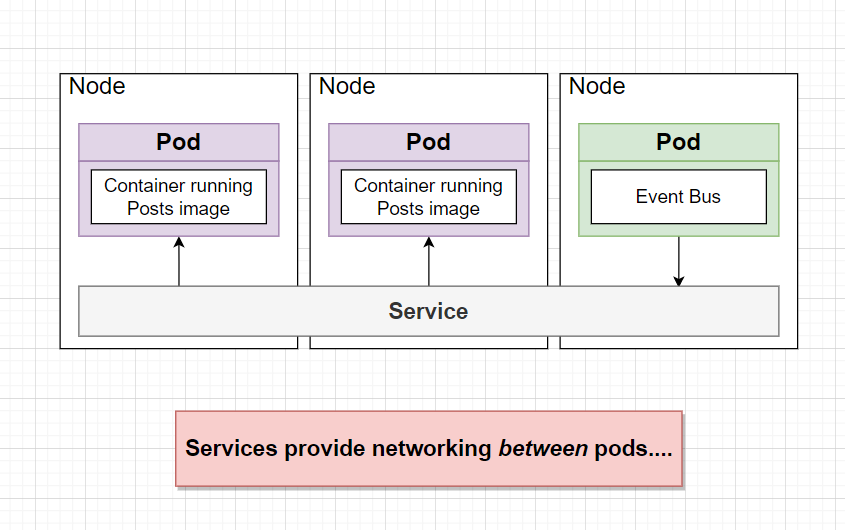 Node
Node
Node
Pod
Pod
Pod
Container running
Posts image
Container running
Posts image
Event Bus
Service
Services provide networking between pods....